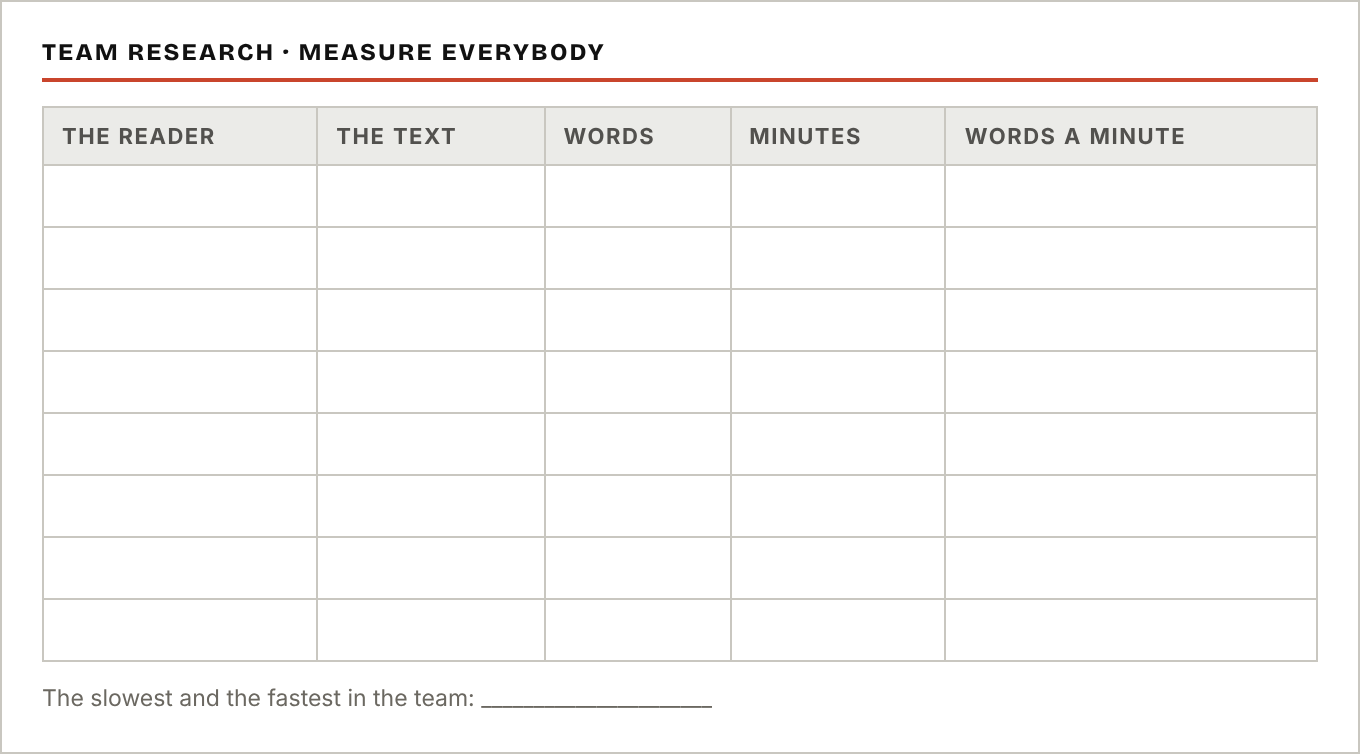 TEAM RESEARCH · MEASURE EVERYBODY
THE READER THE TEXT WORDS MINUTES WORDS A MINUTE
The slowest and the fastest in the team: ____________________